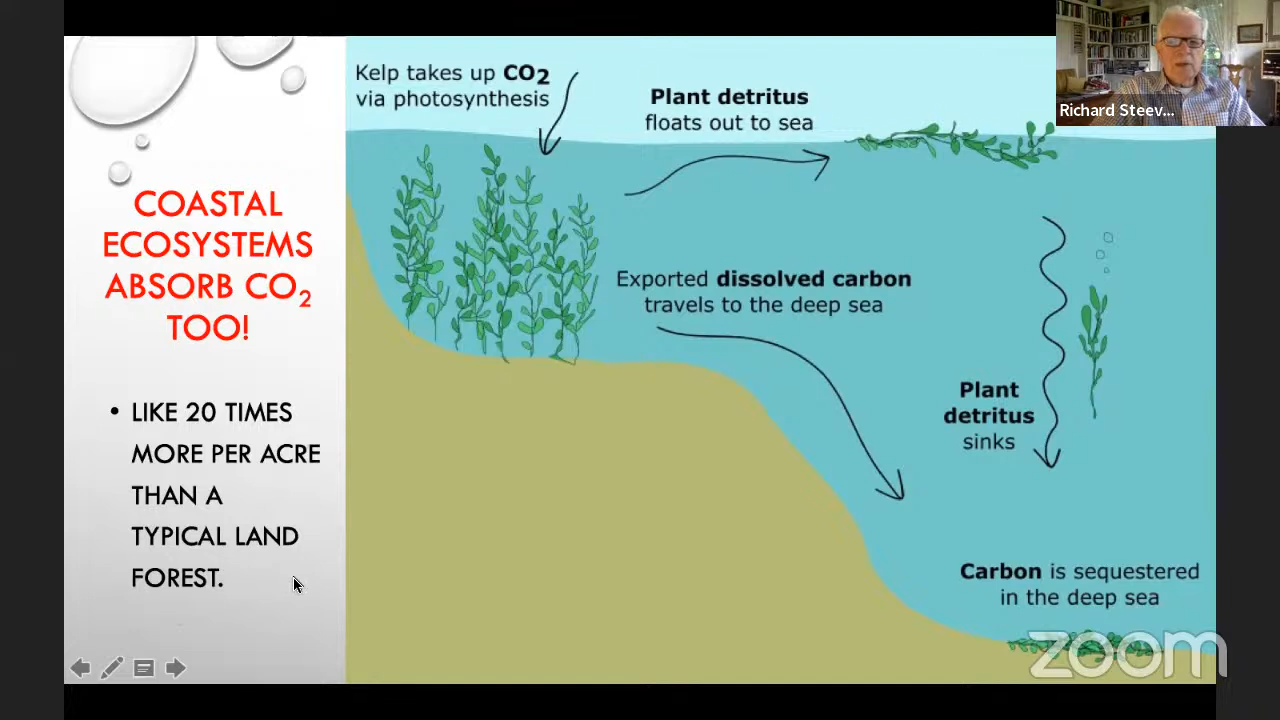 COASTAL
ECOSYSTEMS
ABSORB CO2
TOO!
• LIKE 20 TIMES
MORE PER ACRE
THAN A
TYPICAL LAND
FOREST.
Kelp takes up CO2
via photosynthesis
Plant detritus
floats out to sea
Exported dissolved carbon
travels to the deep sea
Plant
detritus
sinks
Carbon is sequestered
in the deep sea
Richard Steev...
zoom